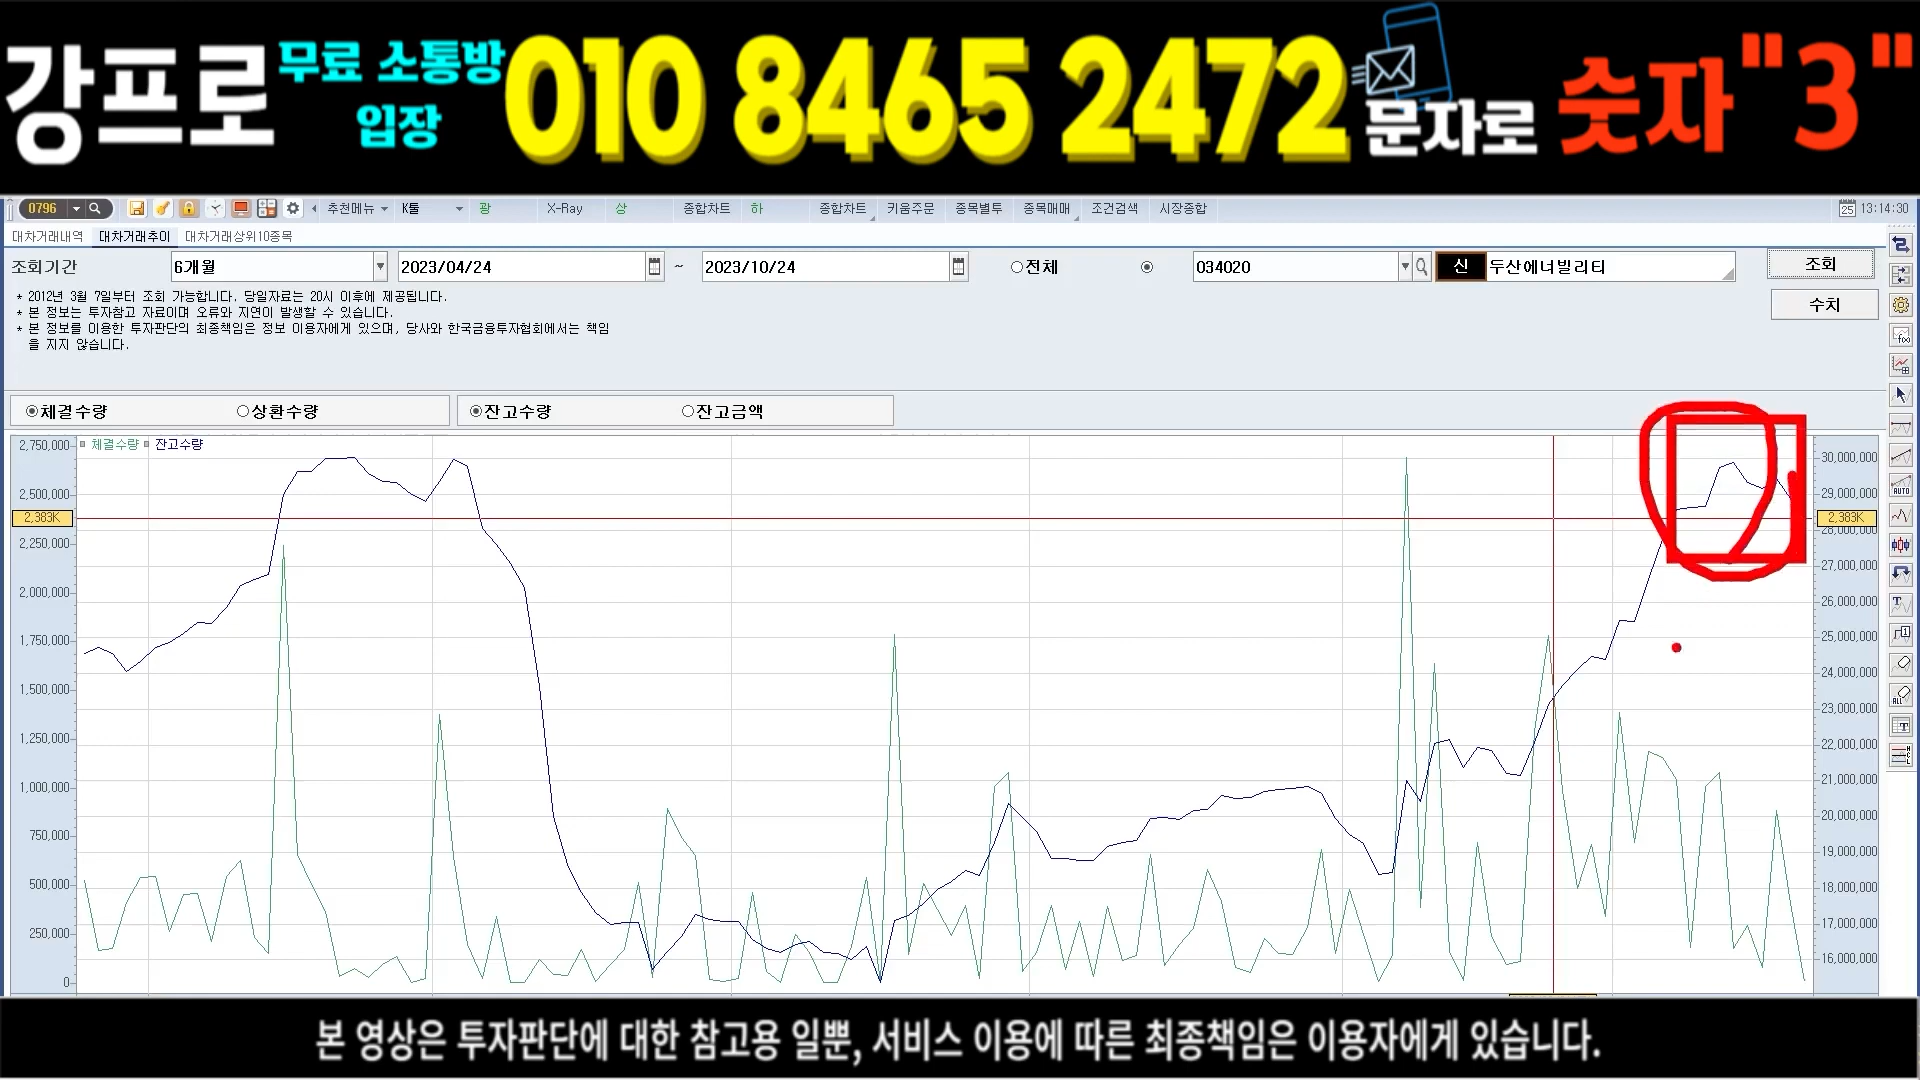 강프로 무료 소통방 입장 010 8465 2472 문자로 숫자"3"
0796 추천메뉴 K툴 광 X-Ray 상 종합차트 하 종합차트 키움주문 종목별투 종목매매 조건검색 시장종합 25 13:14:30
대차거래내역 대차거래추이 대차거래상위10종목
조회기간 6개월 2023/04/24 ~ 2023/10/24 전체 034020 신 두산에너빌리티 조회
수치
* 2012년 3월 7일부터 조회 가능합니다. 당일자료는 20시 이후에 제공됩니다.
* 본 정보는 투자참고 자료이며 오류와 지연이 발생할 수 있습니다.
* 본 정보를 이용한 투자판단의 최종책임은 정보 이용자에게 있으며, 당사와 한국금융투자협회에서는 책임
을 지지 않습니다.
체결수량 상환수량 잔고수량 잔고금액
체결수량 잔고수량
2,750,000
2,500,000
2,383K
2,250,000
2,000,000
1,750,000
1,500,000
1,250,000
1,000,000
750,000
500,000
250,000
0
30,000,000
29,000,000
2,383K
28,000,000
27,000,000
26,000,000
25,000,000
24,000,000
23,000,000
22,000,000
21,000,000
20,000,000
19,000,000
18,000,000
17,000,000
16,000,000
AUTO
ALL
본 영상은 투자판단에 대한 참고용 일뿐, 서비스 이용에 따른 최종책임은 이용자에게 있습니다.